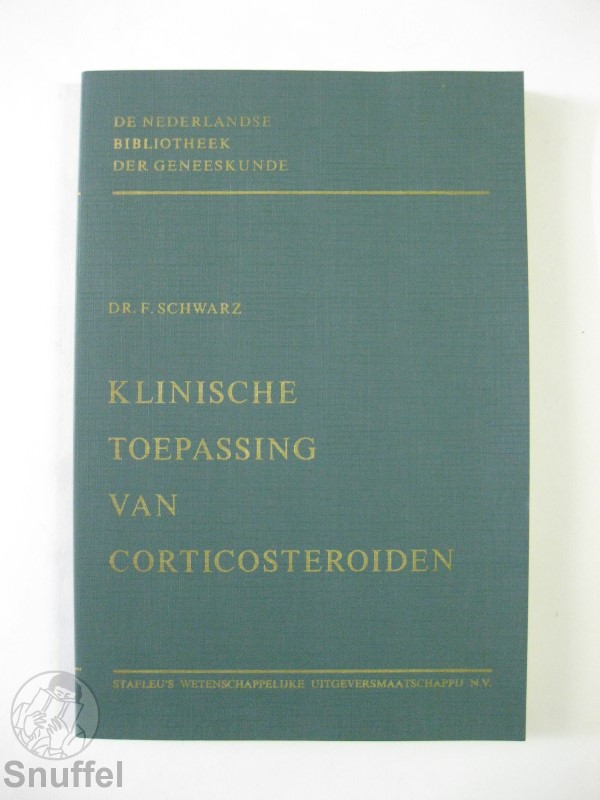 DE NEDERLANDSE
BIBLIOTHEEK
DER GENEESKUNDE
DR. F. SCHWARZ
KLINISCHE
TOEPASSING
VAN
CORTICOSTEROIDEN
STAFLEU'S WETENSCHAPPELIJKE UITGEVERSMAATSCHAPPIJ N.V.
Snuffel